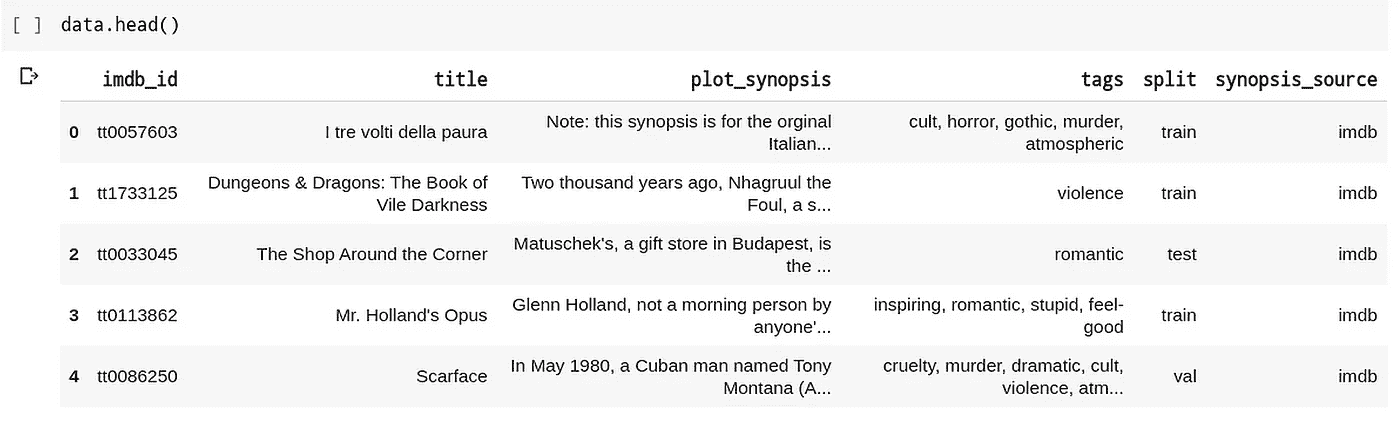 [ ] data.head()
imdb_id title plot_synopsis tags split synopsis_source
0 tt0057603 I tre volti della paura Note: this synopsis is for the orginal Italian... cult, horror, gothic, murder, atmospheric train imdb
1 tt1733125 Dungeons & Dragons: The Book of Vile Darkness Two thousand years ago, Nhagruul the Foul, a s... violence train imdb
2 tt0033045 The Shop Around the Corner Matuschek's, a gift store in Budapest, is the ... romantic test imdb
3 tt0113862 Mr. Holland's Opus Glenn Holland, not a morning person by anyone'... inspiring, romantic, stupid, feel-good train imdb
4 tt0086250 Scarface In May 1980, a Cuban man named Tony Montana (A... cruelty, murder, dramatic, cult, violence, atm... val imdb